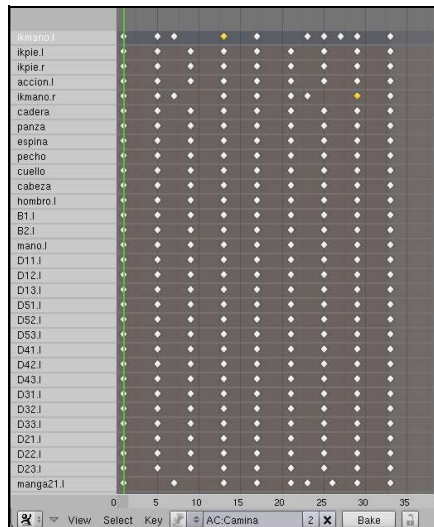 ikmano.l
ikpie.l
ikpie.r
accion.l
ikmano.r
cadera
panza
espina
pecho
cuello
cabeza
hombro.l
B1.l
B2.l
mano.l
D11.l
D12.l
D13.l
D51.l
D52.l
D53.l
D41.l
D42.l
D43.l
D31.l
D32.l
D33.l
D21.l
D22.l
D23.l
manga21.l
0 5 10 15 20 25 30 35
View Select Key AC:Camina 2 X Bake